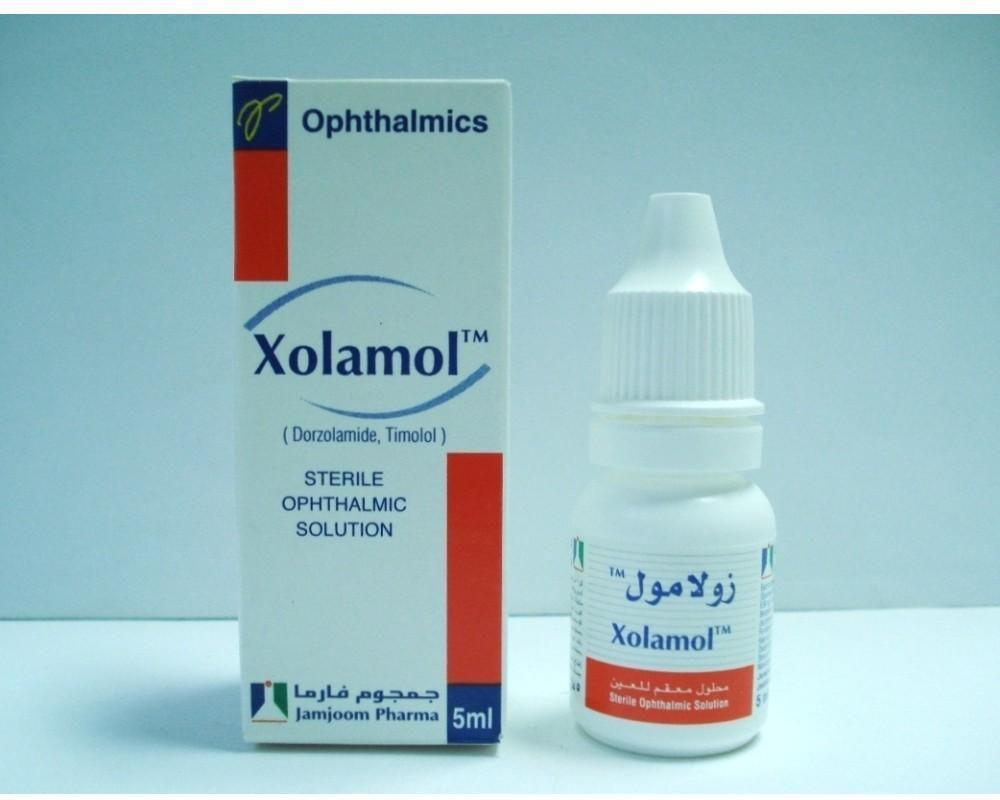 Ophthalmics
Xolamol™
( Dorzolamide, Timolol )
STERILE
OPHTHALMIC
SOLUTION
جمجوم فارما
Jamjoom Pharma
5ml
زولامول™
Xolamol™
محلول معقم للعين
Sterile Ophthalmic Solution